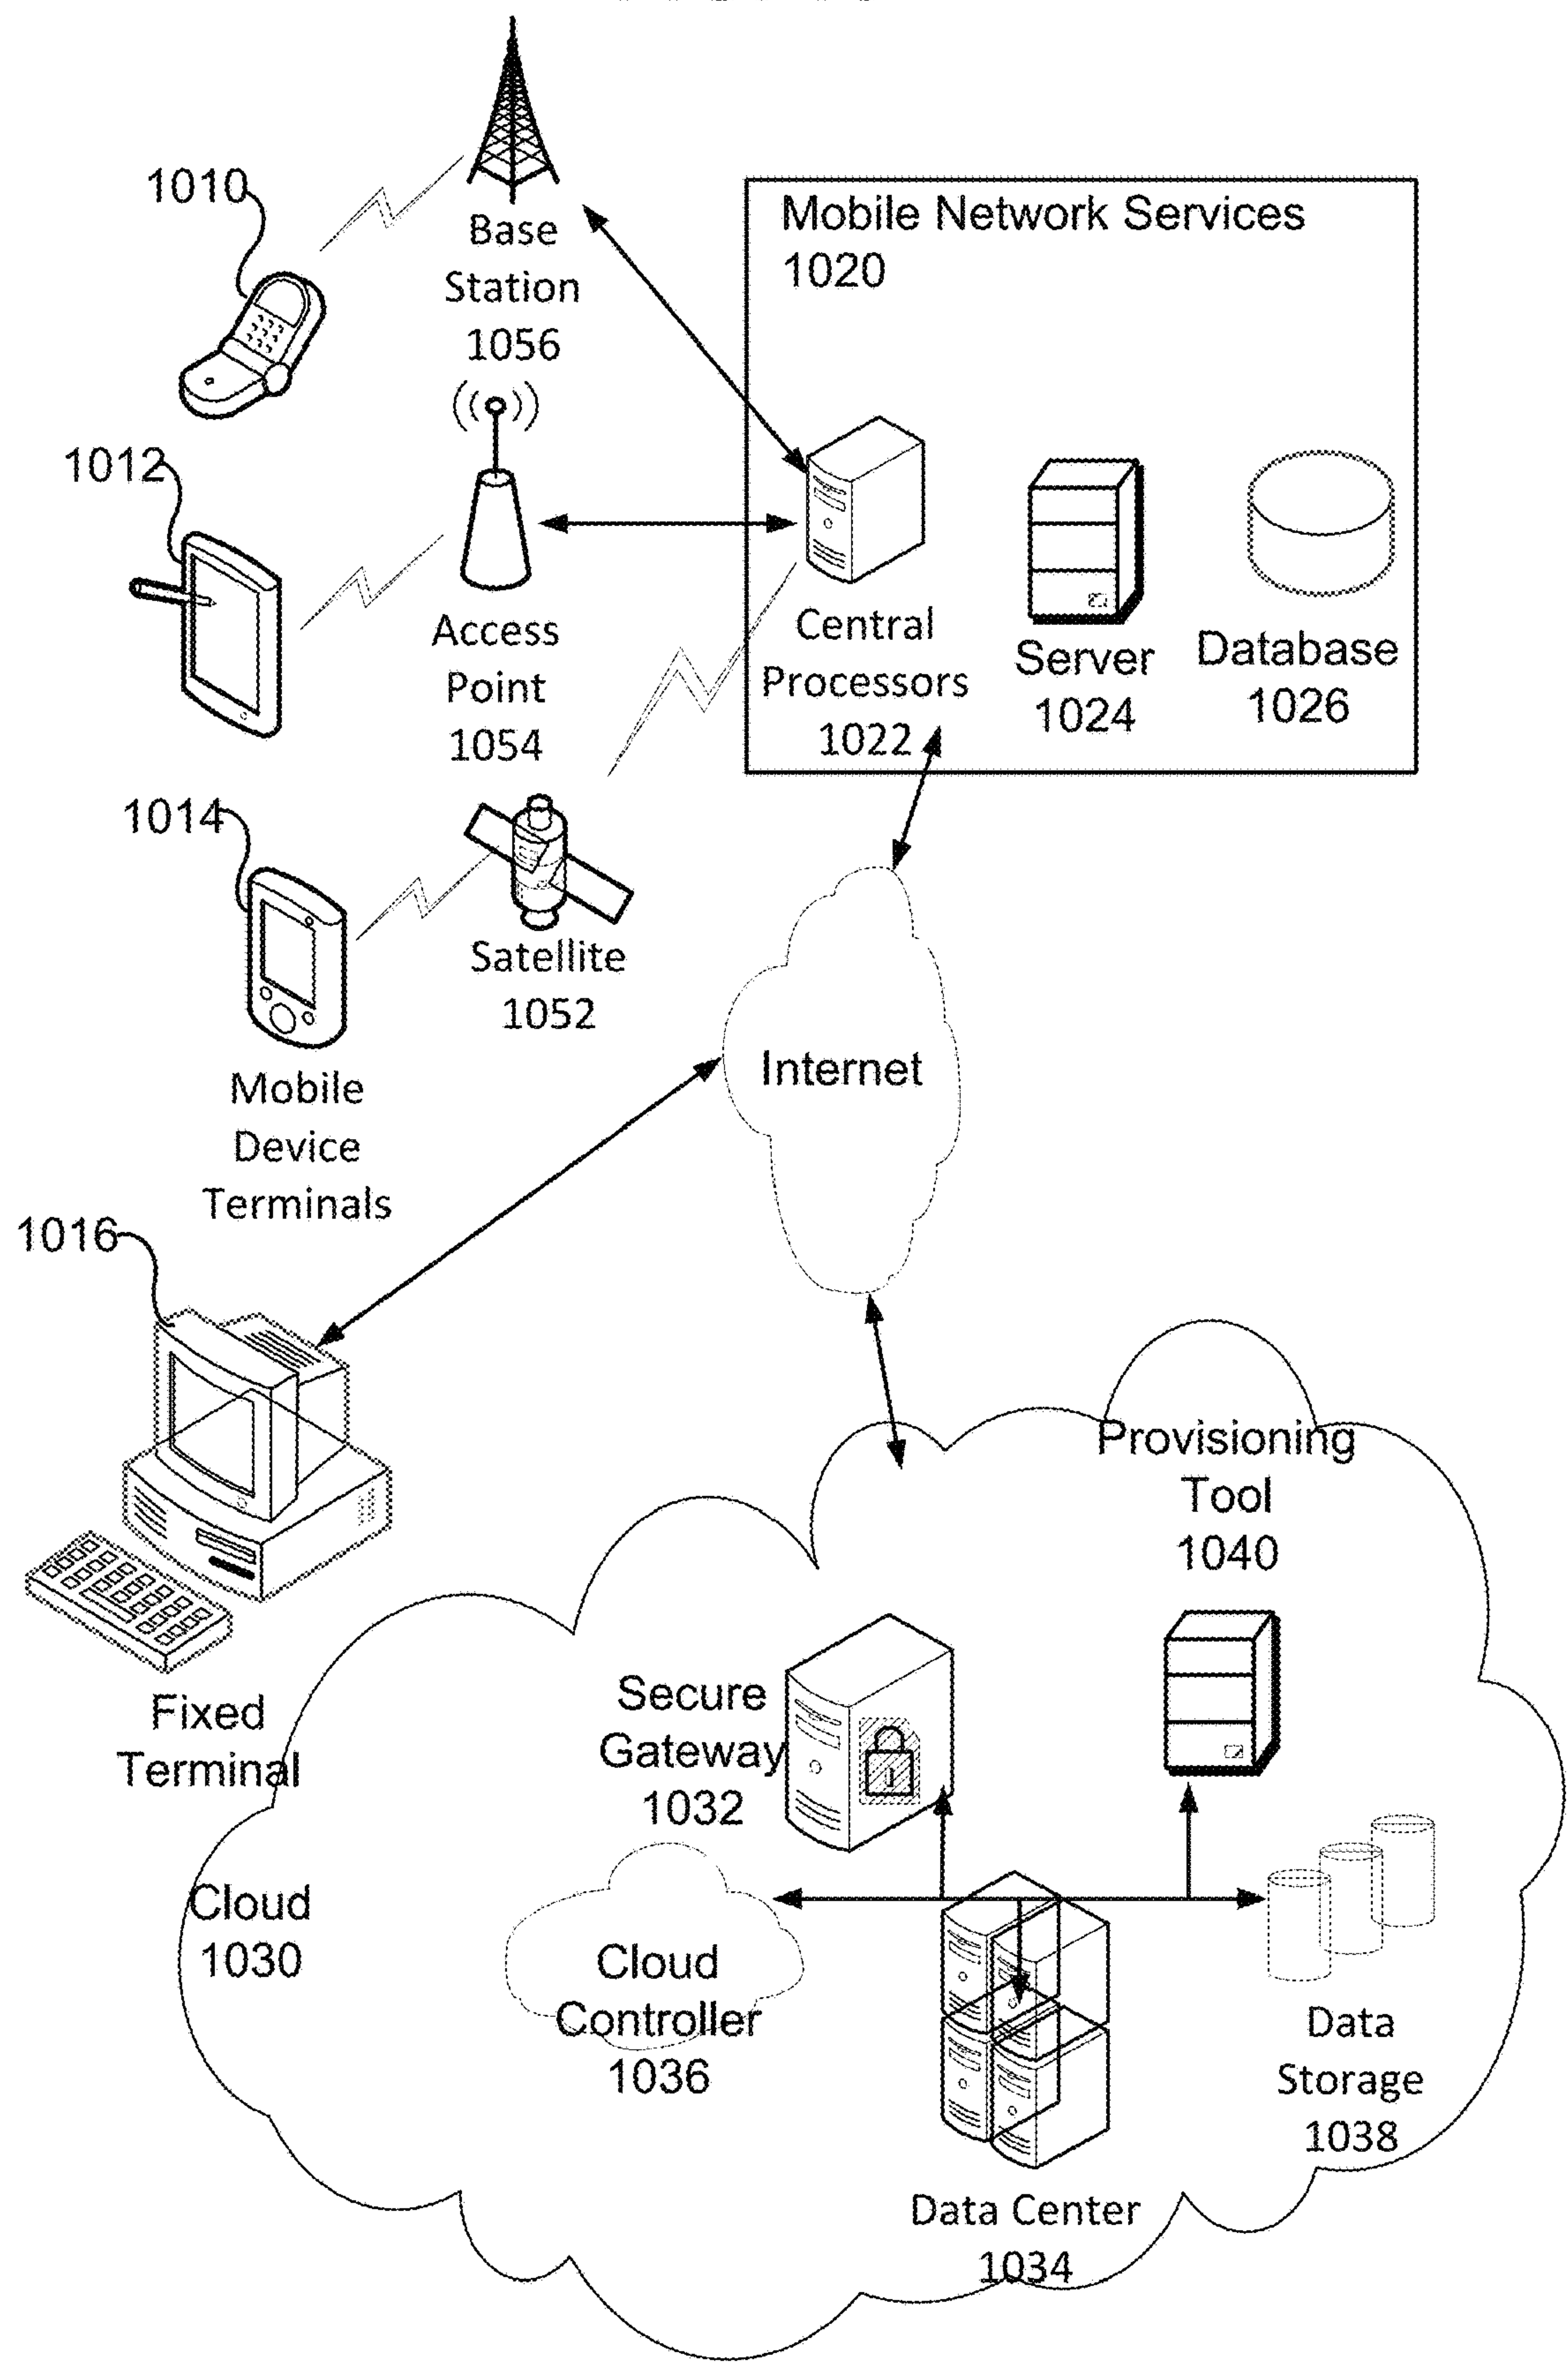 1010
Base
Station
1056
Mobile Network Services
1020
1012
Access
Point
1054
Central
Processors
1022
Server
1024
Database
1026
1014
Satellite
1052
Mobile
Device
Terminals
Internet
1016
Fixed
Terminal
Provisioning
Tool
1040
Secure
Gateway
1032
Cloud
1030
Cloud
Controller
1036
Data
Storage
1038
Data Center
1034